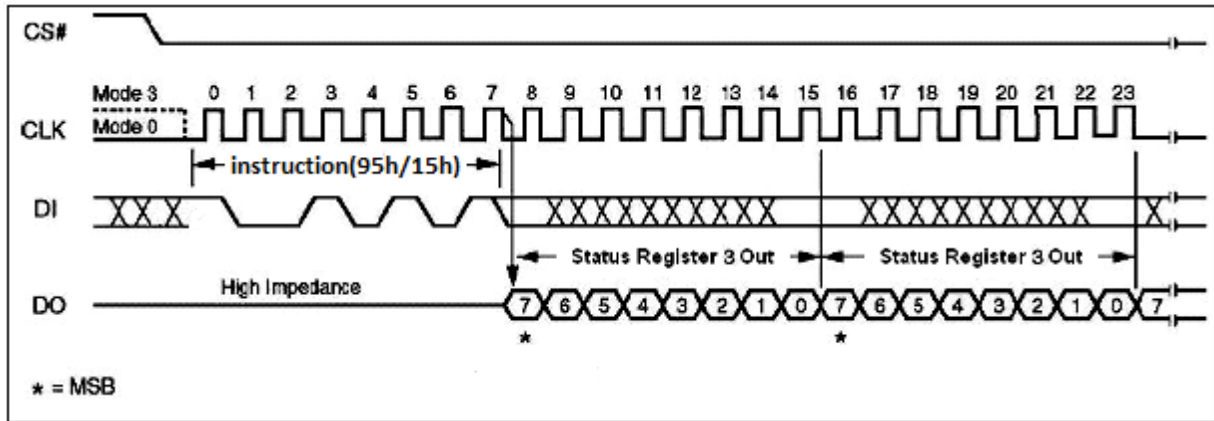 CS#
Mode 3 0 1 2 3 4 5 6 7 8 9 10 11 12 13 14 15 16 17 18 19 20 21 22 23
CLK Mode 0
instruction(95h/15h)
DI
Status Register 3 Out Status Register 3 Out
High Impedance
DO 7 6 5 4 3 2 1 0 7 6 5 4 3 2 1 0 7
* *
* = MSB